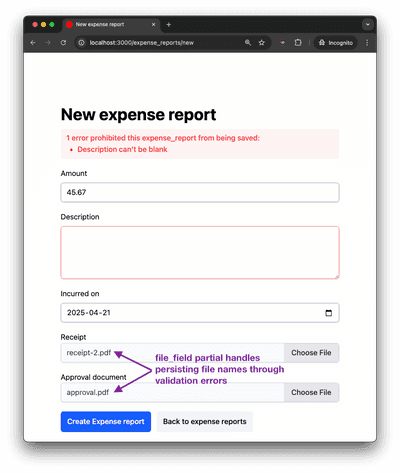 New expense report
localhost:3000/expense_reports/new
Incognito
New expense report
1 error prohibited this expense_report from being saved:
• Description can't be blank
Amount
45.67
Description
Incurred on
2025-04-21
Receipt
receipt-2.pdf
Choose File
file_field partial handles
persisting file names through
validation errors
Approval document
approval.pdf
Choose File
Create Expense report
Back to expense reports